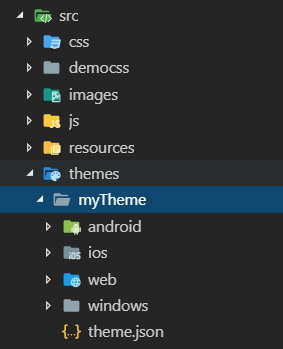 src
css
democss
images
js
resources
themes
myTheme
android
ios
web
windows
theme.json